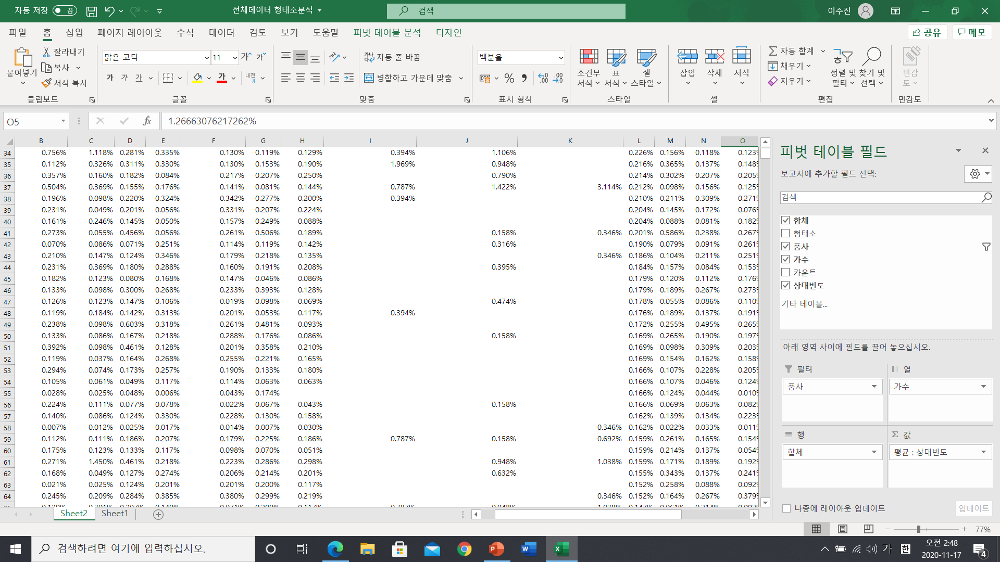 자동 저장 끔 전체데이터 형태소분석 검색 이수진
파일 홈 삽입 페이지 레이아웃 수식 데이터 검토 보기 도움말 피벗 테이블 분석 디자인 공유 메모
붙여넣기 잘라내기 복사 서식 복사 클립보드
맑은 고딕 11 가 가 가 가 가 가 내천 글꼴
가나 자동 줄 바꿈 병합하고 가운데 맞춤 맞춤
백분율 % 표시 형식
조건부 서식 표 서식 셀 스타일 스타일
삽입 삭제 서식 셀
자동 합계 채우기 지우기 정렬 및 필터 찾기 및 선택 편집
민감도 민감도
O5 fx 1.26663076217262%
B C D E F G H I J K L M N O
34 0.756% 1.118% 0.281% 0.335% 0.130% 0.119% 0.129% 0.394% 1.106% 0.226% 0.156% 0.118% 0.123%
35 0.112% 0.326% 0.311% 0.330% 0.130% 0.153% 0.190% 1.969% 0.948% 0.216% 0.365% 0.137% 0.148%
36 0.357% 0.160% 0.182% 0.084% 0.217% 0.207% 0.250% 0.790% 0.214% 0.302% 0.207% 0.205%
37 0.504% 0.369% 0.155% 0.176% 0.141% 0.081% 0.144% 0.787% 1.422% 3.114% 0.212% 0.098% 0.156% 0.125%
38 0.196% 0.098% 0.220% 0.324% 0.342% 0.277% 0.200% 0.394% 0.210% 0.211% 0.309% 0.271%
39 0.231% 0.049% 0.201% 0.056% 0.331% 0.207% 0.224% 0.204% 0.145% 0.172% 0.076%
40 0.161% 0.246% 0.145% 0.050% 0.157% 0.249% 0.088% 0.204% 0.088% 0.081% 0.182%
41 0.273% 0.055% 0.456% 0.056% 0.261% 0.506% 0.189% 0.158% 0.346% 0.201% 0.586% 0.238% 0.267%
42 0.070% 0.086% 0.071% 0.251% 0.114% 0.119% 0.142% 0.316% 0.190% 0.079% 0.091% 0.261%
43 0.210% 0.147% 0.124% 0.346% 0.179% 0.218% 0.135% 0.346% 0.186% 0.104% 0.211% 0.251%
44 0.231% 0.369% 0.180% 0.288% 0.160% 0.191% 0.208% 0.395% 0.184% 0.157% 0.084% 0.153%
45 0.182% 0.123% 0.080% 0.168% 0.147% 0.046% 0.086% 0.179% 0.120% 0.112% 0.176%
46 0.133% 0.098% 0.300% 0.268% 0.233% 0.393% 0.128% 0.179% 0.189% 0.267% 0.273%
47 0.126% 0.123% 0.147% 0.106% 0.019% 0.098% 0.069% 0.474% 0.178% 0.055% 0.086% 0.110%
48 0.119% 0.184% 0.142% 0.313% 0.201% 0.053% 0.117% 0.394% 0.176% 0.189% 0.137% 0.191%
49 0.238% 0.098% 0.603% 0.318% 0.261% 0.481% 0.093% 0.172% 0.255% 0.495% 0.265%
50 0.133% 0.086% 0.167% 0.218% 0.288% 0.176% 0.086% 0.158% 0.169% 0.265% 0.190% 0.197%
51 0.392% 0.098% 0.461% 0.128% 0.201% 0.358% 0.210% 0.169% 0.098% 0.309% 0.203%
52 0.119% 0.037% 0.164% 0.268% 0.255% 0.221% 0.165% 0.169% 0.154% 0.162% 0.158%
53 0.294% 0.074% 0.173% 0.257% 0.190% 0.133% 0.180% 0.166% 0.107% 0.228% 0.205%
54 0.105% 0.061% 0.049% 0.117% 0.114% 0.063% 0.063% 0.166% 0.107% 0.046% 0.124%
55 0.028% 0.025% 0.048% 0.006% 0.043% 0.174% 0.166% 0.124% 0.044% 0.010%
56 0.224% 0.111% 0.077% 0.078% 0.022% 0.067% 0.043% 0.158% 0.166% 0.069% 0.063% 0.082%
57 0.140% 0.086% 0.124% 0.330% 0.228% 0.130% 0.158% 0.162% 0.139% 0.134% 0.223%
58 0.007% 0.012% 0.025% 0.017% 0.014% 0.007% 0.030% 0.346% 0.162% 0.022% 0.033% 0.011%
59 0.112% 0.111% 0.186% 0.207% 0.179% 0.225% 0.186% 0.787% 0.158% 0.692% 0.159% 0.261% 0.165% 0.154%
60 0.175% 0.123% 0.133% 0.117% 0.098% 0.070% 0.051% 0.159% 0.214% 0.137% 0.054%
61 0.271% 1.450% 0.461% 0.218% 0.223% 0.286% 0.298% 0.948% 1.038% 0.159% 0.171% 0.189% 0.192%
62 0.168% 0.049% 0.127% 0.274% 0.206% 0.214% 0.201% 0.632% 0.155% 0.343% 0.137% 0.241%
63 0.021% 0.025% 0.124% 0.201% 0.201% 0.200% 0.117% 0.152% 0.258% 0.088% 0.092%
64 0.245% 0.209% 0.284% 0.385% 0.380% 0.299% 0.219% 0.346% 0.152% 0.164% 0.267% 0.379%
Sheet2 Sheet1
피벗 테이블 필드
보고서에 추가할 필드 선택:
검색
합체
형태소
품사
가수
카운트
상대빈도
기타 테이블...
아래 영역 사이에 필드를 끌어 놓으십시오.
필터 열
품사 가수
행 Σ 값
합체 평균 : 상대빈도
나중에 레이아웃 업데이트 업데이트
77%
검색하려면 여기에 입력하십시오.
가 한 오전 2:48
2020-11-17 4